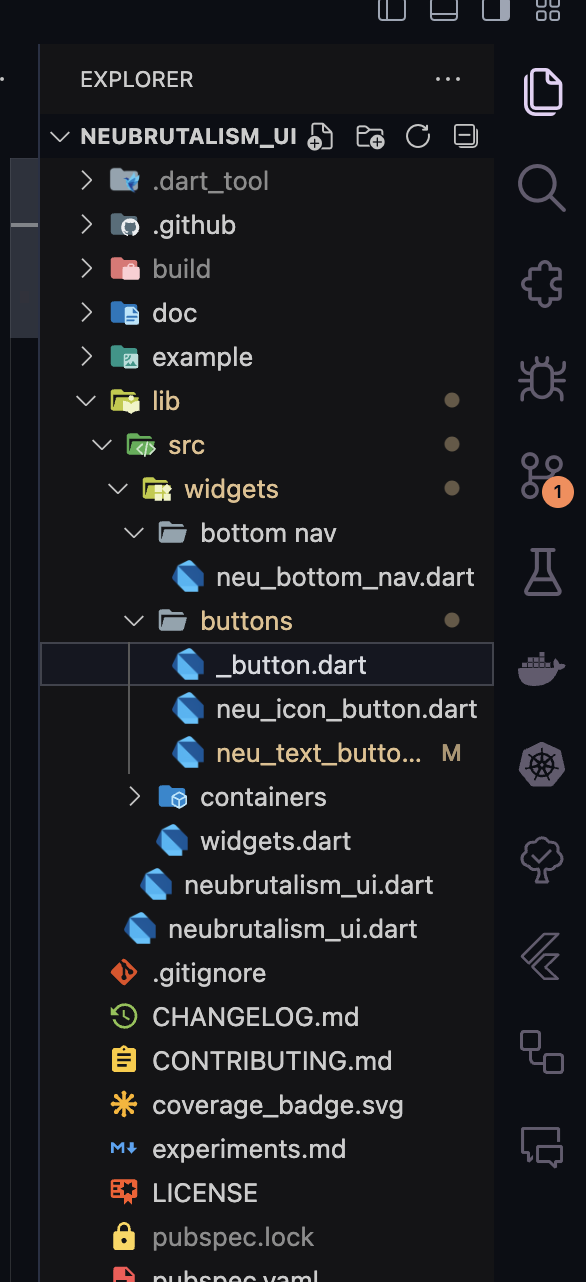 EXPLORER
NEUBRUTALISM_UI
.dart_tool
.github
build
doc
example
lib
src
widgets
bottom nav
neu_bottom_nav.dart
buttons
_button.dart
neu_icon_button.dart
neu_text_butto... M
containers
widgets.dart
neubrutalism_ui.dart
neubrutalism_ui.dart
.gitignore
CHANGELOG.md
CONTRIBUTING.md
coverage_badge.svg
experiments.md
LICENSE
pubspec.lock
pubspec.yaml
1